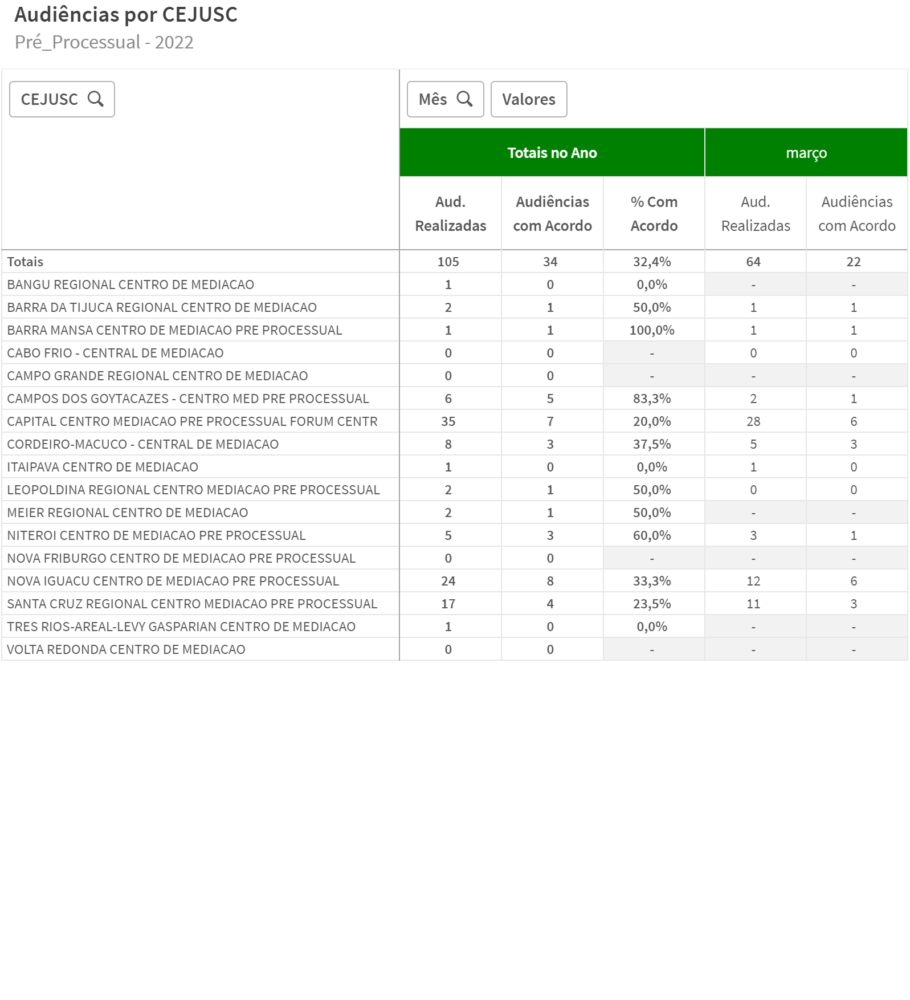 Audiências por CEJUSC
Pré_Processual - 2022
CEJUSC Mês Valores
Totais no Ano março
Aud. Realizadas Audiências com Acordo % Com Acordo Aud. Realizadas Audiências com Acordo
Totais 105 34 32,4% 64 22
BANGU REGIONAL CENTRO DE MEDIACAO 1 0 0,0% - -
BARRA DA TIJUCA REGIONAL CENTRO DE MEDIACAO 2 1 50,0% 1 1
BARRA MANSA CENTRO DE MEDIACAO PRE PROCESSUAL 1 1 100,0% 1 1
CABO FRIO - CENTRAL DE MEDIACAO 0 0 - 0 0
CAMPO GRANDE REGIONAL CENTRO DE MEDIACAO 0 0 - - -
CAMPOS DOS GOYTACAZES - CENTRO MED PRE PROCESSUAL 6 5 83,3% 2 1
CAPITAL CENTRO MEDIACAO PRE PROCESSUAL FORUM CENTR 35 7 20,0% 28 6
CORDEIRO-MACUCO - CENTRAL DE MEDIACAO 8 3 37,5% 5 3
ITAIPAVA CENTRO DE MEDIACAO 1 0 0,0% 1 0
LEOPOLDINA REGIONAL CENTRO MEDIACAO PRE PROCESSUAL 2 1 50,0% 0 0
MEIER REGIONAL CENTRO DE MEDIACAO 2 1 50,0% - -
NITEROI CENTRO DE MEDIACAO PRE PROCESSUAL 5 3 60,0% 3 1
NOVA FRIBURGO CENTRO DE MEDIACAO PRE PROCESSUAL 0 0 - - -
NOVA IGUACU CENTRO DE MEDIACAO PRE PROCESSUAL 24 8 33,3% 12 6
SANTA CRUZ REGIONAL CENTRO MEDIACAO PRE PROCESSUAL 17 4 23,5% 11 3
TRES RIOS-AREAL-LEVY GASPARIAN CENTRO DE MEDIACAO 1 0 0,0% - -
VOLTA REDONDA CENTRO DE MEDIACAO 0 0 - - -